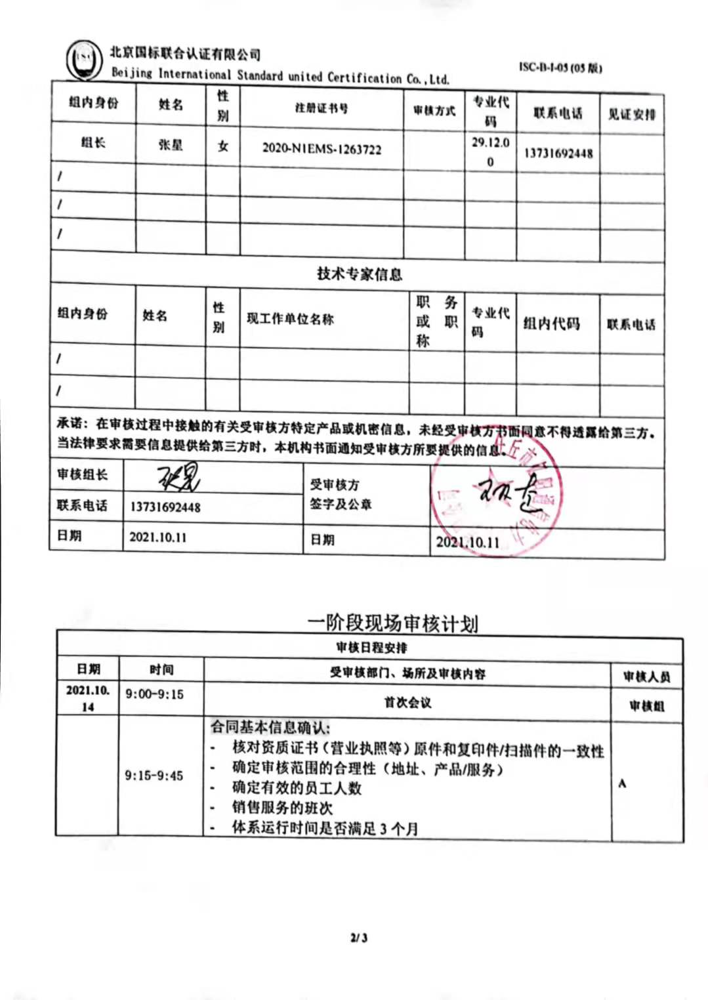 北京国标联合认证有限公司
Beijing International Standard united Certification Co.,Ltd.
ISC-B-I-05(05版)
组内身份 姓名 性别 注册证书号 审核方式 专业代码 联系电话 见证安排
组长 张星 女 2020-N1EMS-1263722 29.12.00 13731692448
/
/
/
技术专家信息
组内身份 姓名 性别 现工作单位名称 职务或职称 专业代码 组内代码 联系电话
/
/
承诺：在审核过程中接触的有关受审核方特定产品或机密信息，未经受审核方书面同意不得透露给第三方。
当法律要求需要信息提供给第三方时，本机构书面通知受审核方所要提供的信息。
审核组长 张星 受审核方
签字及公章
联系电话 13731692448
日期 2021.10.11 日期 2021.10.11
一阶段现场审核计划
审核日程安排
日期 时间 受审核部门、场所及审核内容 审核人员
2021.10.14 9:00-9:15 首次会议 审核组
9:15-9:45 合同基本信息确认:
- 核对资质证书（营业执照等）原件和复印件/扫描件的一致性
- 确定审核范围的合理性（地址、产品/服务）
- 确定有效的员工人数
- 销售服务的班次
- 体系运行时间是否满足 3 个月
A
2/3